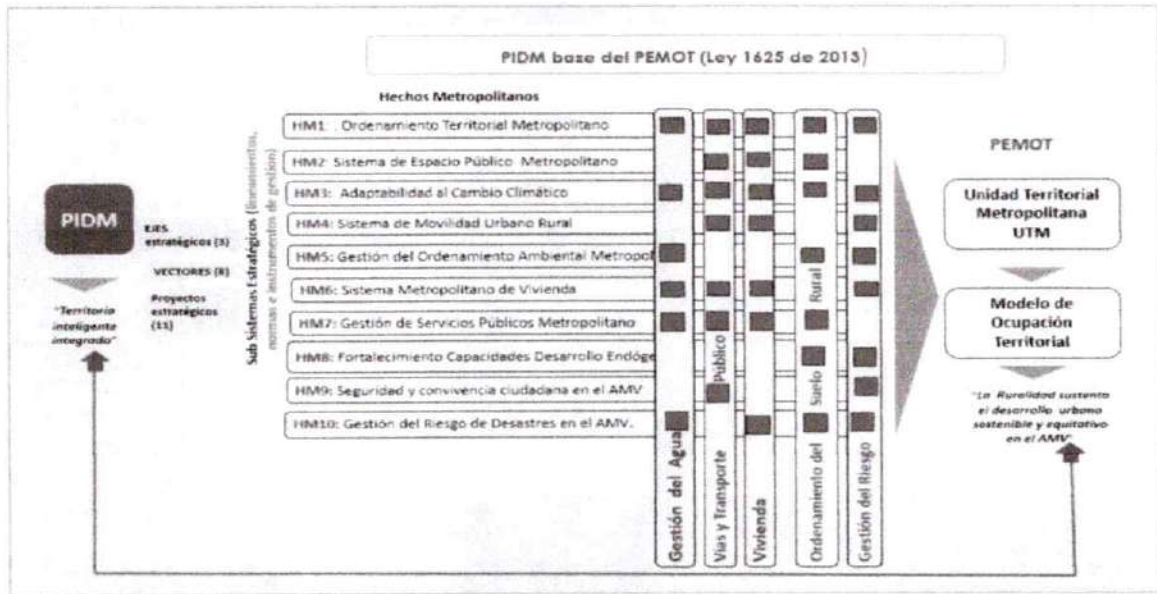 PIDM base del PEMOT (Ley 1625 de 2013)
Hechos Metropolitanos
HM1: . Ordenamiento Territorial Metropolitano
HM2: Sistema de Espacio Público Metropolitano
HM3: Adaptabilidad al Cambio Climático
HM4: Sistema de Movilidad Urbano Rural
HM5: Gestión del Ordenamiento Ambiental Metropol
HM6: Sistema Metropolitano de Vivienda
HM7: Gestión de Servicios Públicos Metropolitano
HM8: Fortalecimiento Capacidades Desarrollo Endóge
HM9: Seguridad y convivencia ciudadana en el AMV
HM10: Gestión del Riesgo de Desastres en el AMV.
Sub Sistemas Estratégicos (lineamientos,
normas e instrumentos de gestión)
PIDM
EJES
estratégicos (3)
VECTORES (8)
Proyectos
estratégicos
(11)
"Territorio
inteligente
integrado"
Gestión del Agua
Vías y Transporte Público
Vivienda
Ordenamiento del Suelo Rural
Gestión del Riesgo
PEMOT
Unidad Territorial
Metropolitana
UTM
Modelo de
Ocupación
Territorial
"La Ruralidad sustenta
el desarrollo urbano
sostenible y equitativo
en el AMV"